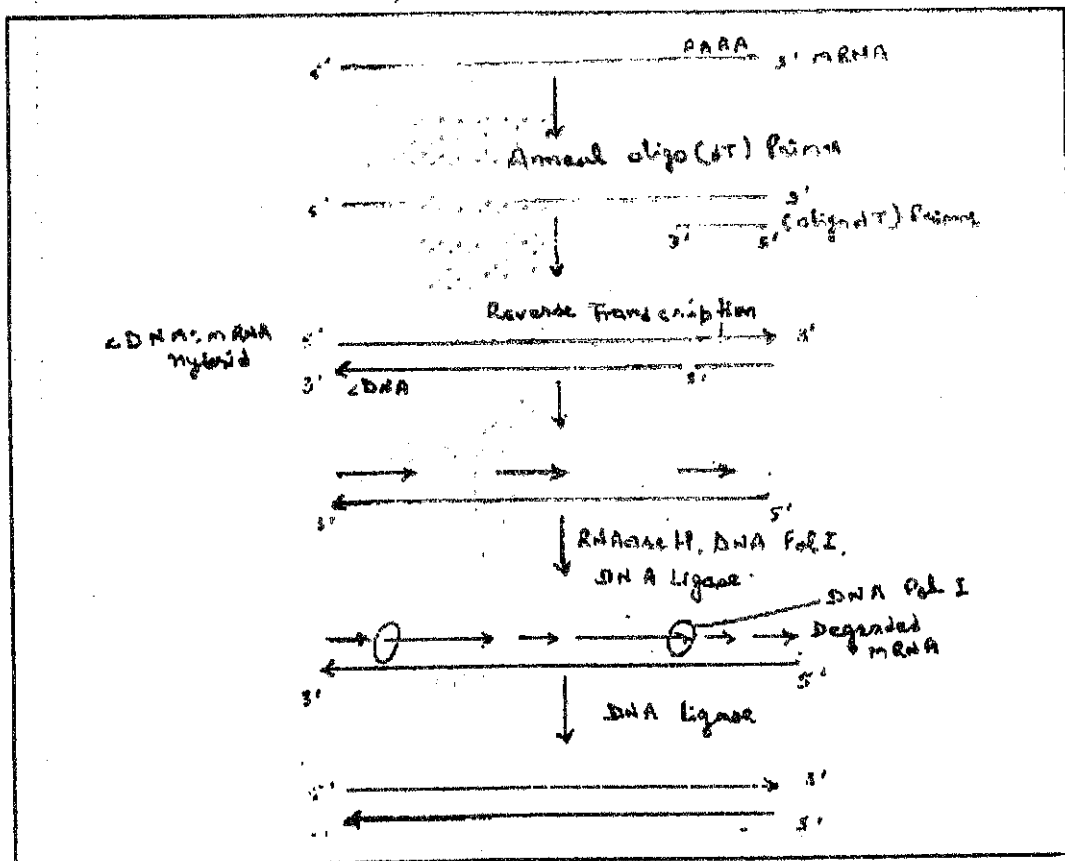 AAAA
5' 3' mRNA
Anneal oligo (dT) Primer
5' 3'
3' 5' (oligo dT) Primer
Reverse Transcription
cDNA: mRNA 5' 3'
Hybrid
3' cDNA 5'
3' 5'
RNAase H, DNA Pol I,
DNA Ligase.
DNA Pol I
Degraded
mRNA
3' 5'
DNA Ligase
5' 3'
5'